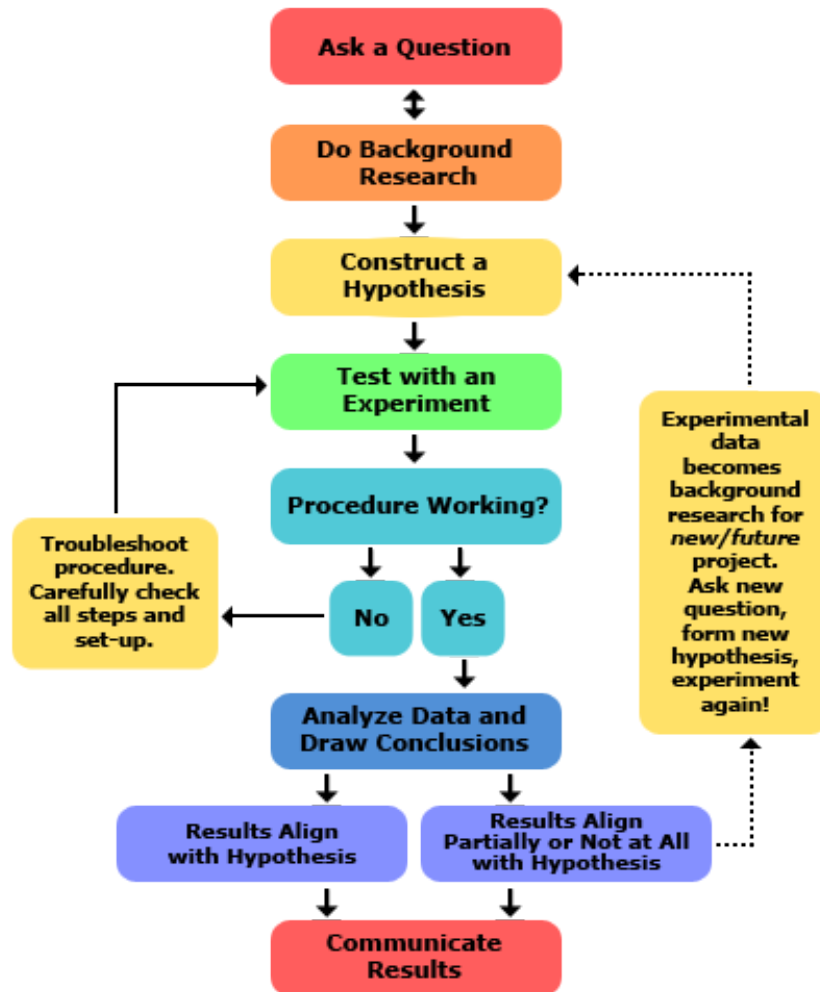 Ask a Question
Do Background
Research
Construct a
Hypothesis
Test with an
Experiment
Procedure Working?
No
Yes
Troubleshoot
procedure.
Carefully check
all steps and
set-up.
Experimental
data
becomes
background
research for
new/future
project.
Ask new
question,
form new
hypothesis,
experiment
again!
Analyze Data and
Draw Conclusions
Results Align
with Hypothesis
Results Align
Partially or Not at All
with Hypothesis
Communicate
Results